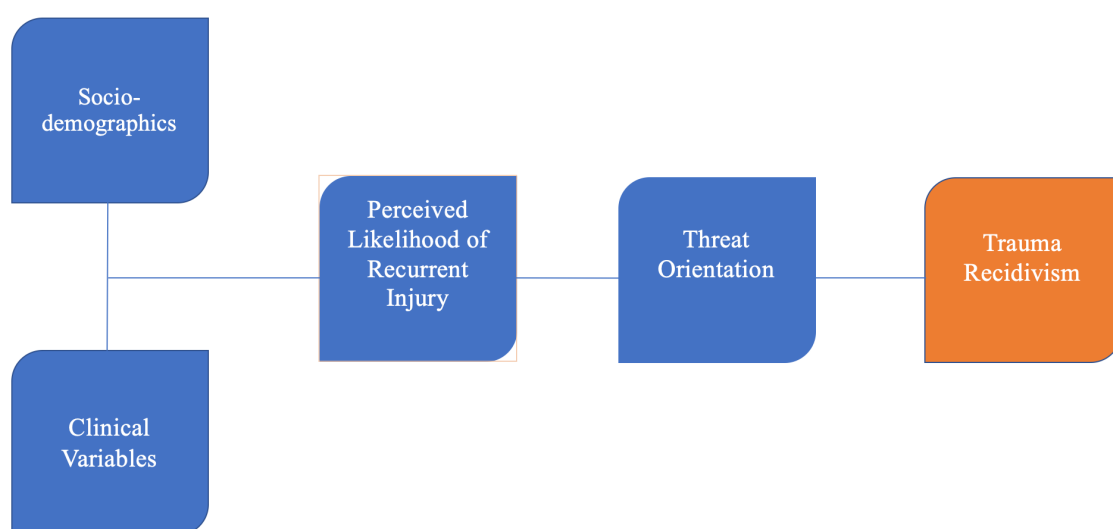 Socio-
demographics
Perceived
Likelihood of
Recurrent
Injury
Threat
Orientation
Trauma
Recidivism
Clinical
Variables